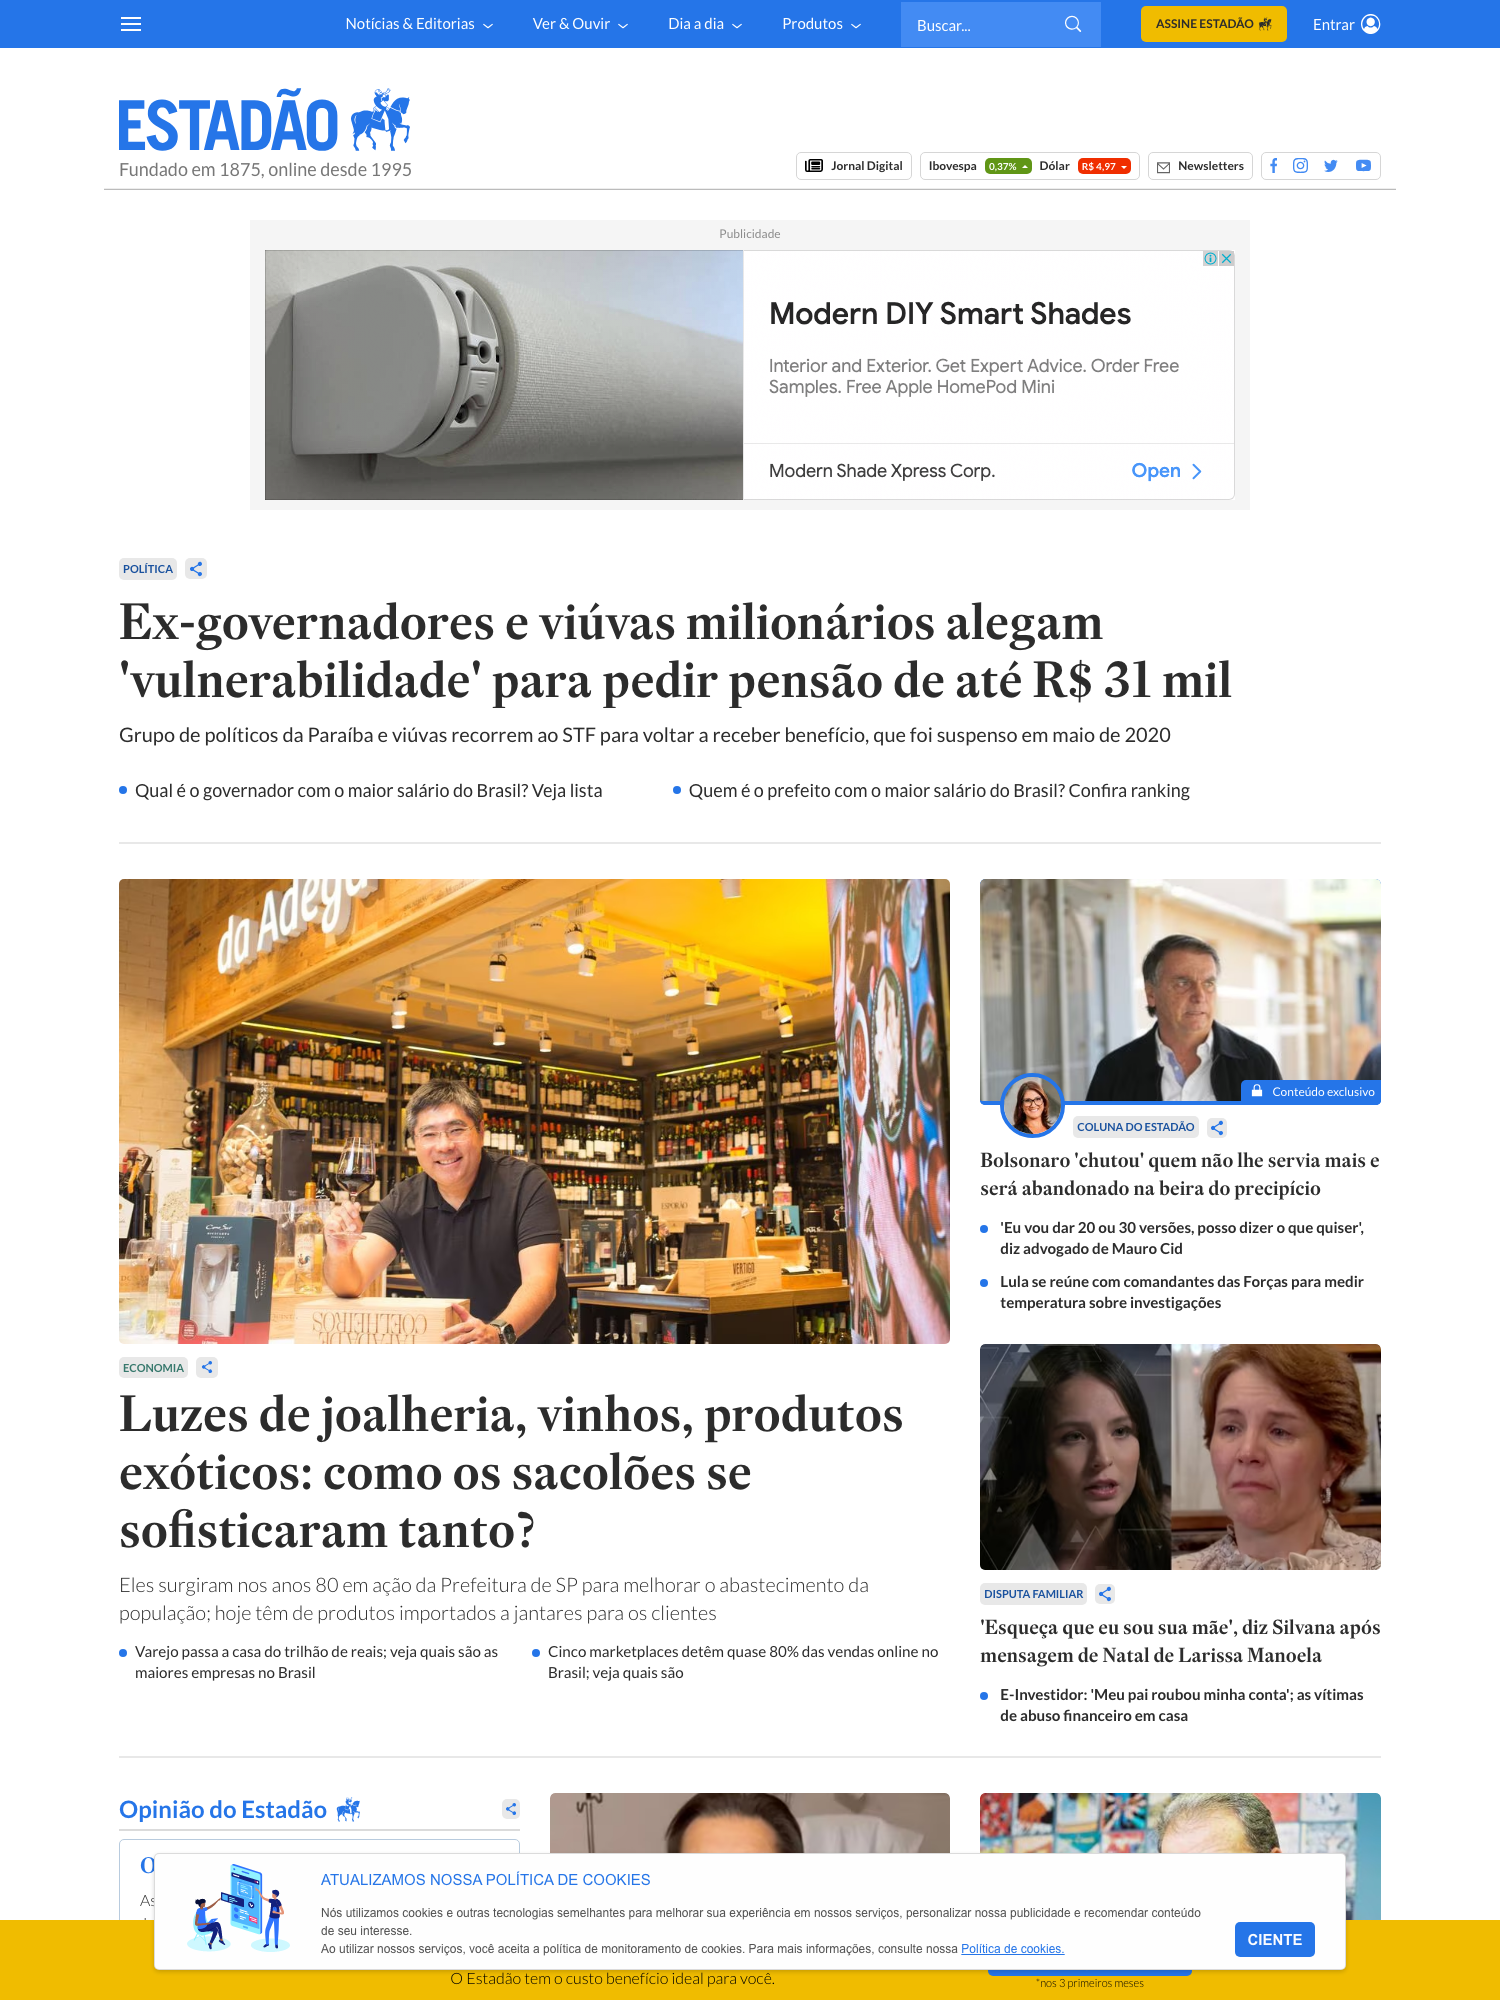 Notícias & Editorias
Ver & Ouvir
Dia a dia
Produtos
Buscar...
ASSINE ESTADÃO
Entrar
ESTADÃO
Fundado em 1875, online desde 1995
Jornal Digital
Ibovespa 0,37% Dólar R$ 4,97
Newsletters
Publicidade
Modern DIY Smart Shades
Interior and Exterior. Get Expert Advice. Order Free
Samples. Free Apple HomePod Mini
Modern Shade Xpress Corp.
Open
POLÍTICA
Ex-governadores e viúvas milionários alegam
'vulnerabilidade' para pedir pensão de até R$ 31 mil
Grupo de políticos da Paraíba e viúvas recorrem ao STF para voltar a receber benefício, que foi suspenso em maio de 2020
Qual é o governador com o maior salário do Brasil? Veja lista
Quem é o prefeito com o maior salário do Brasil? Confira ranking
da Adega
ESPORÃO
VERTIGO
COELHEIROS
ECONOMIA
Luzes de joalheria, vinhos, produtos
exóticos: como os sacolões se
sofisticaram tanto?
Eles surgiram nos anos 80 em ação da Prefeitura de SP para melhorar o abastecimento da
população; hoje têm de produtos importados a jantares para os clientes
Varejo passa a casa do trilhão de reais; veja quais são as
maiores empresas no Brasil
Cinco marketplaces detêm quase 80% das vendas online no
Brasil; veja quais são
Conteúdo exclusivo
COLUNA DO ESTADÃO
Bolsonaro 'chutou' quem não lhe servia mais e
será abandonado na beira do precipício
'Eu vou dar 20 ou 30 versões, posso dizer o que quiser',
diz advogado de Mauro Cid
Lula se reúne com comandantes das Forças para medir
temperatura sobre investigações
DISPUTA FAMILIAR
'Esqueça que eu sou sua mãe', diz Silvana após
mensagem de Natal de Larissa Manoela
E-Investidor: 'Meu pai roubou minha conta'; as vítimas
de abuso financeiro em casa
Opinião do Estadão
ATUALIZAMOS NOSSA POLÍTICA DE COOKIES
Nós utilizamos cookies e outras tecnologias semelhantes para melhorar sua experiência em nossos serviços, personalizar nossa publicidade e recomendar conteúdo
de seu interesse.
Ao utilizar nossos serviços, você aceita a política de monitoramento de cookies. Para mais informações, consulte nossa Política de cookies.
CIENTE
O Estadão tem o custo benefício ideal para você.
*nos 3 primeiros meses